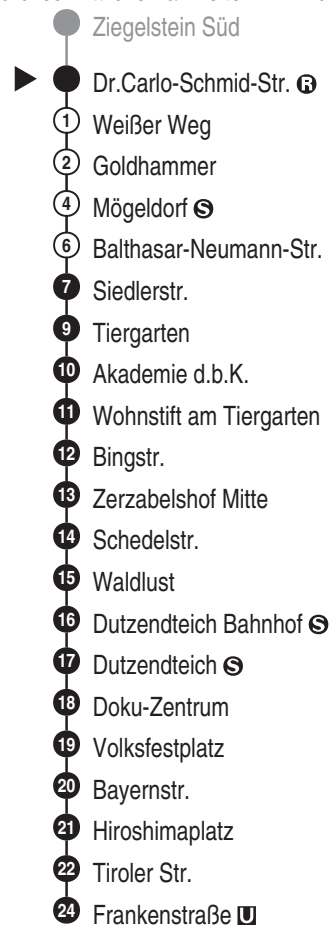 Ziegelstein Süd
Dr.Carlo-Schmid-Str. R
1 Weißer Weg
2 Goldhammer
4 Mögeldorf S
6 Balthasar-Neumann-Str.
7 Siedlerstr.
9 Tiergarten
10 Akademie d.b.K.
11 Wohnstift am Tiergarten
12 Bingstr.
13 Zerzabelshof Mitte
14 Schedelstr.
15 Waldlust
16 Dutzendteich Bahnhof S
17 Dutzendteich S
18 Doku-Zentrum
19 Volksfestplatz
20 Bayernstr.
21 Hiroshimaplatz
22 Tiroler Str.
24 Frankenstraße U